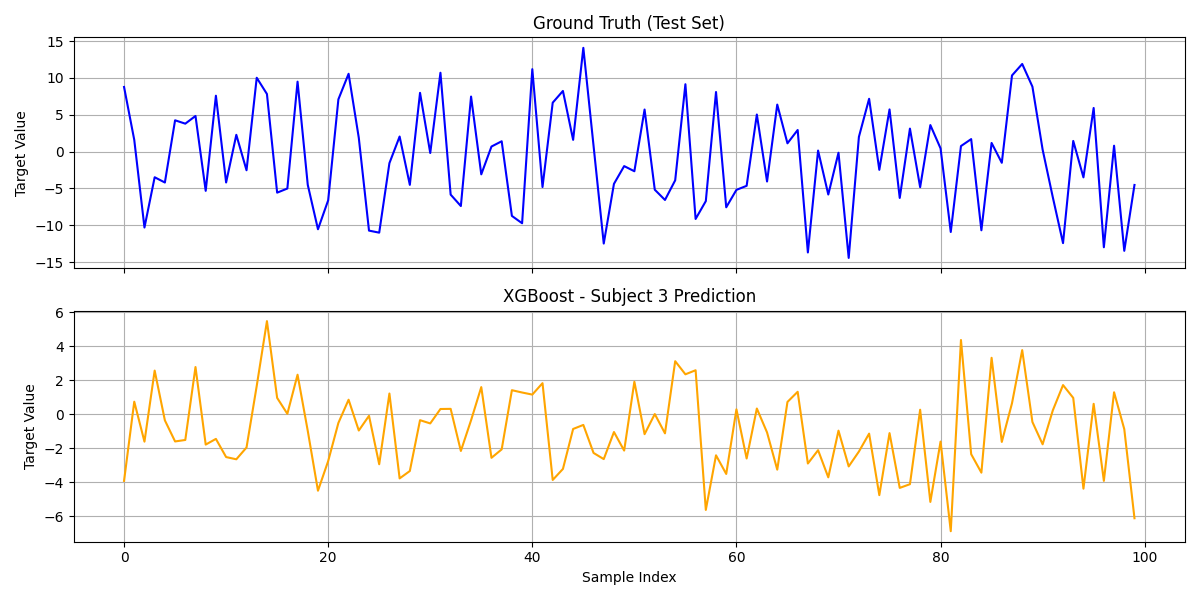 Ground Truth (Test Set)
Target Value
15
10
5
0
−5
−10
−15
XGBoost - Subject 3 Prediction
Target Value
6
4
2
0
−2
−4
−6
0 20 40 60 80 100
Sample Index